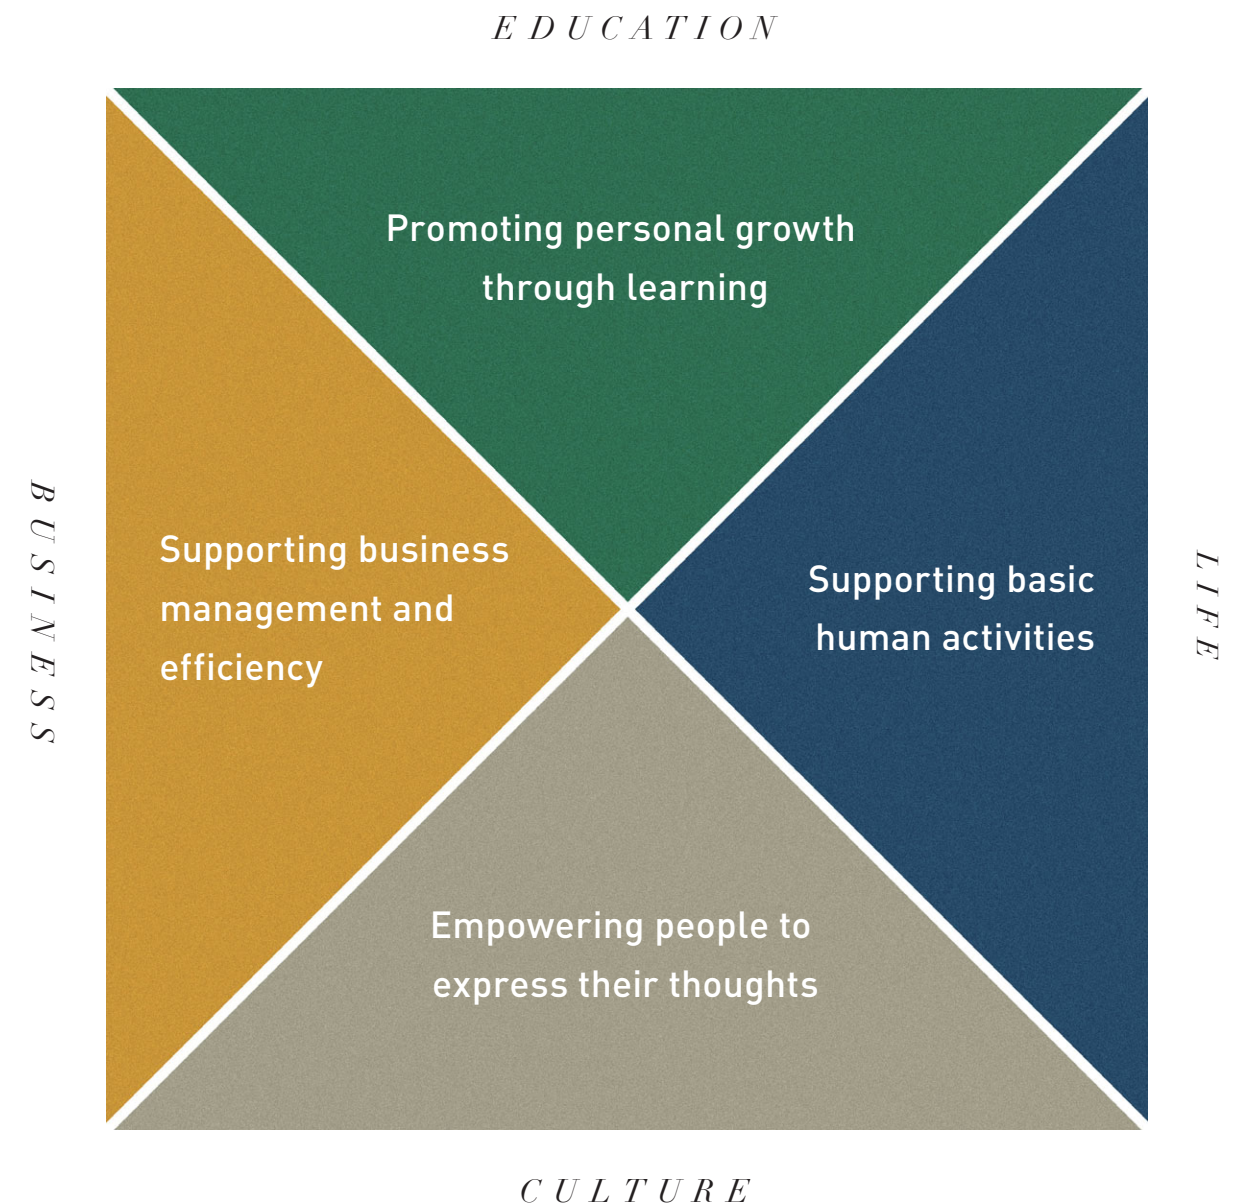 EDUCATION
Promoting personal growth
through learning
BUSINESS
Supporting business
management and
efficiency
Supporting basic
human activities
LIFE
Empowering people to
express their thoughts
CULTURE